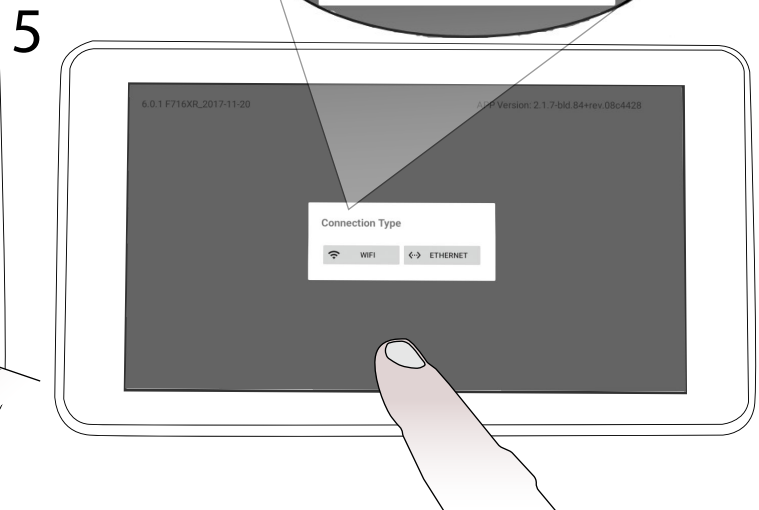 5
6.0.1 F716XR_2017-11-20
APP Version: 2.1.7-bld.84+rev.08c4428
Connection Type
WIFI
ETHERNET